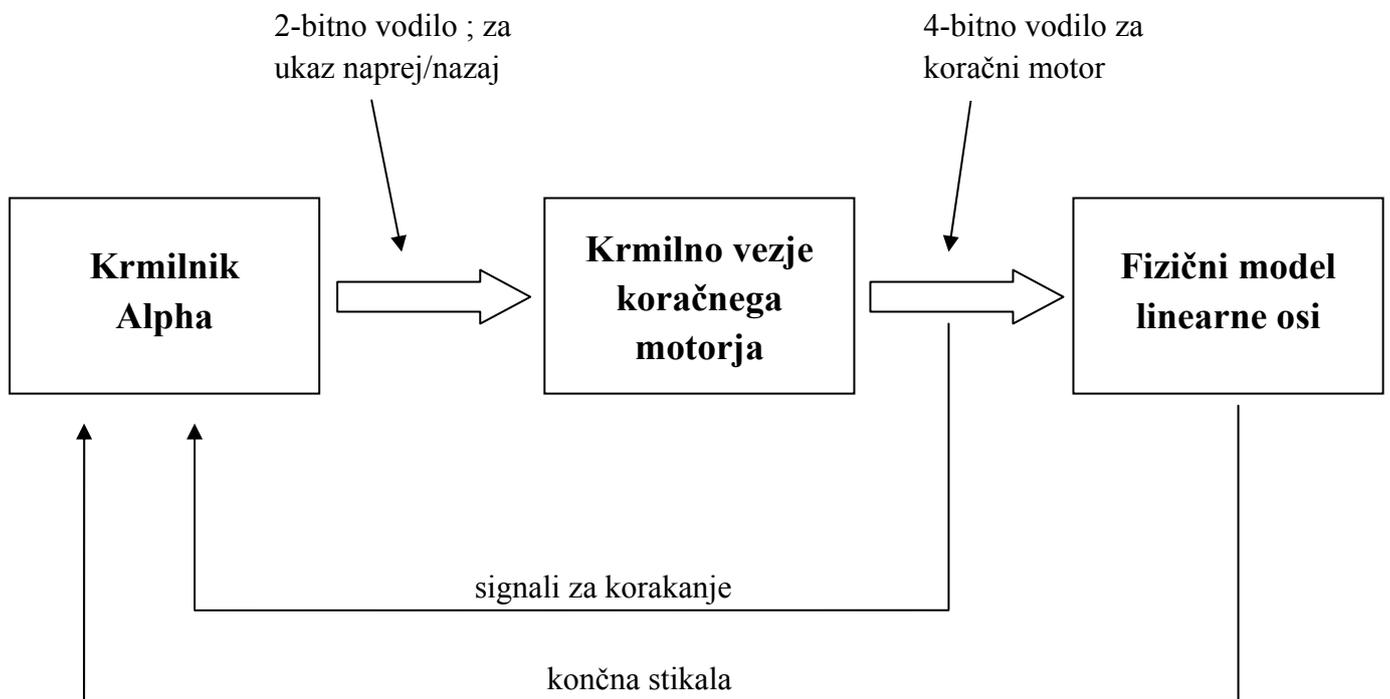 2-bitno vodilo ; za
ukaz naprej/nazaj
4-bitno vodilo za
koračni motor
Krmilnik
Alpha
Krmilno vezje
koračnega
motorja
Fizični model
linearne osi
signali za korakanje
končna stikala